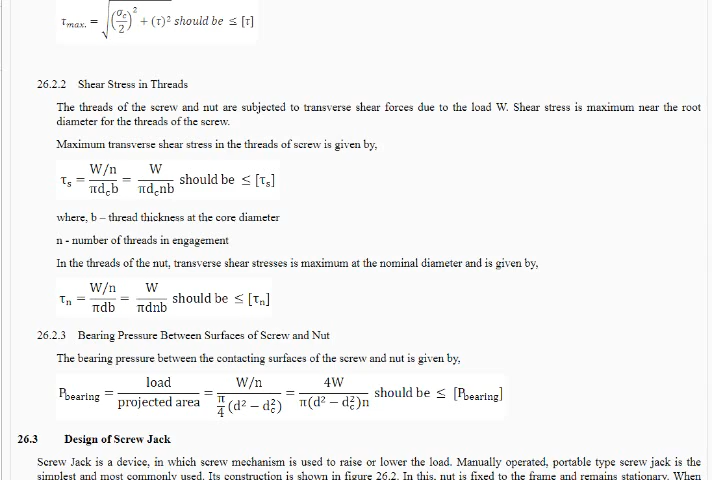 τmax. = √((σc/2)² + (τ)²) should be ≤ [τ]
26.2.2 Shear Stress in Threads
The threads of the screw and nut are subjected to transverse shear forces due to the load W. Shear stress is maximum near the root
diameter for the threads of the screw.
Maximum transverse shear stress in the threads of screw is given by,
τs = (W/n)/(πdcb) = W/(πdcnb) should be ≤ [τs]
where, b – thread thickness at the core diameter
n - number of threads in engagement
In the threads of the nut, transverse shear stresses is maximum at the nominal diameter and is given by,
τn = (W/n)/(πdb) = W/(πdnb) should be ≤ [τn]
26.2.3 Bearing Pressure Between Surfaces of Screw and Nut
The bearing pressure between the contacting surfaces of the screw and nut is given by,
Pbearing = load/projected area = (W/n)/(π/4 (d² − dc²)) = 4W/(π(d² − dc²)n) should be ≤ [Pbearing]
26.3 Design of Screw Jack
Screw Jack is a device, in which screw mechanism is used to raise or lower the load. Manually operated, portable type screw jack is the
simplest and most commonly used. Its construction is shown in figure 26.2. In this, nut is fixed to the frame and remains stationary. When